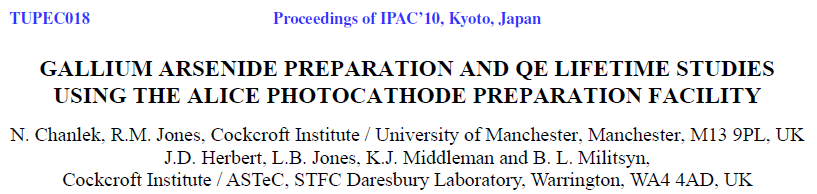 TUPEC018 Proceedings of IPAC'10, Kyoto, Japan
GALLIUM ARSENIDE PREPARATION AND QE LIFETIME STUDIES
USING THE ALICE PHOTOCATHODE PREPARATION FACILITY
N. Chanlek, R.M. Jones, Cockcroft Institute / University of Manchester, Manchester, M13 9PL, UK
J.D. Herbert, L.B. Jones, K.J. Middleman and B. L. Militsyn,
Cockcroft Institute / ASTeC, STFC Daresbury Laboratory, Warrington, WA4 4AD, UK